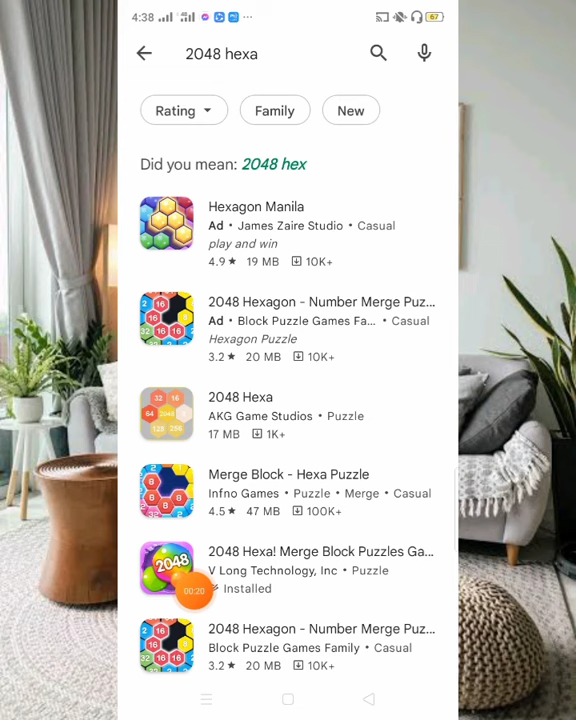 4:38
67
2048 hexa
Rating
Family
New
Did you mean: 2048 hex
Hexagon Manila
Ad • James Zaire Studio • Casual
play and win
4.9★ 19 MB 10K+
2048 Hexagon - Number Merge Puz...
Ad • Block Puzzle Games Fa... • Casual
Hexagon Puzzle
3.2★ 20 MB 10K+
2048 Hexa
AKG Game Studios • Puzzle
17 MB 1K+
Merge Block - Hexa Puzzle
Infno Games • Puzzle • Merge • Casual
4.5★ 47 MB 100K+
2048 Hexa! Merge Block Puzzles Ga...
V Long Technology, Inc • Puzzle
2048
00:20
Installed
2048 Hexagon - Number Merge Puz...
Block Puzzle Games Family • Casual
3.2★ 20 MB 10K+